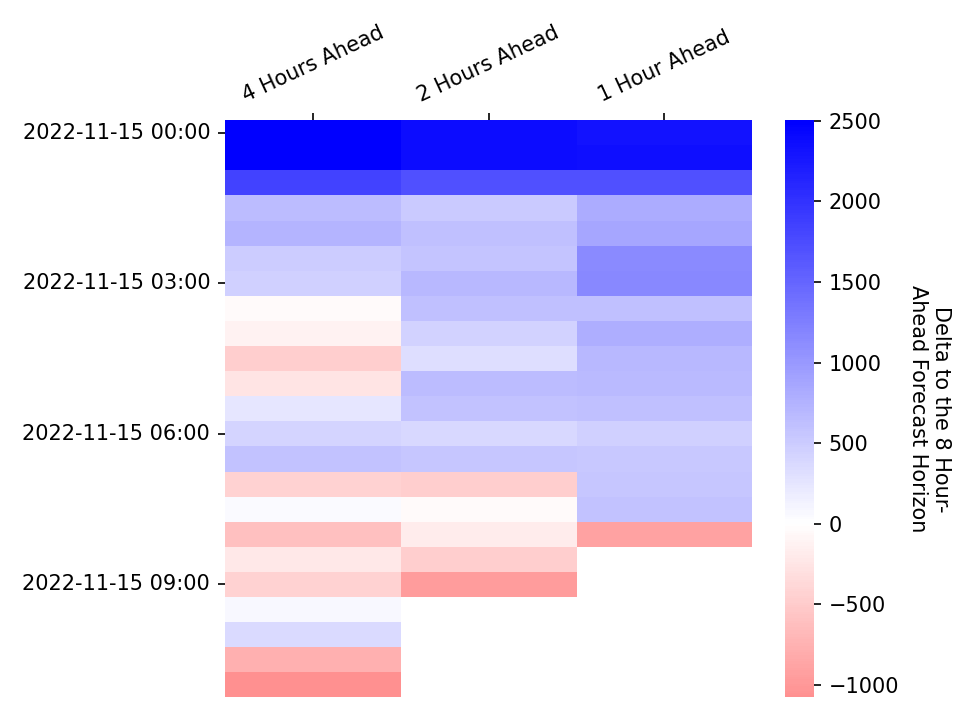 4 Hours Ahead
2 Hours Ahead
1 Hour Ahead
2022-11-15 00:00
2022-11-15 03:00
2022-11-15 06:00
2022-11-15 09:00
2500
2000
1500
1000
500
0
−500
−1000
Delta to the 8 Hour-
Ahead Forecast Horizon